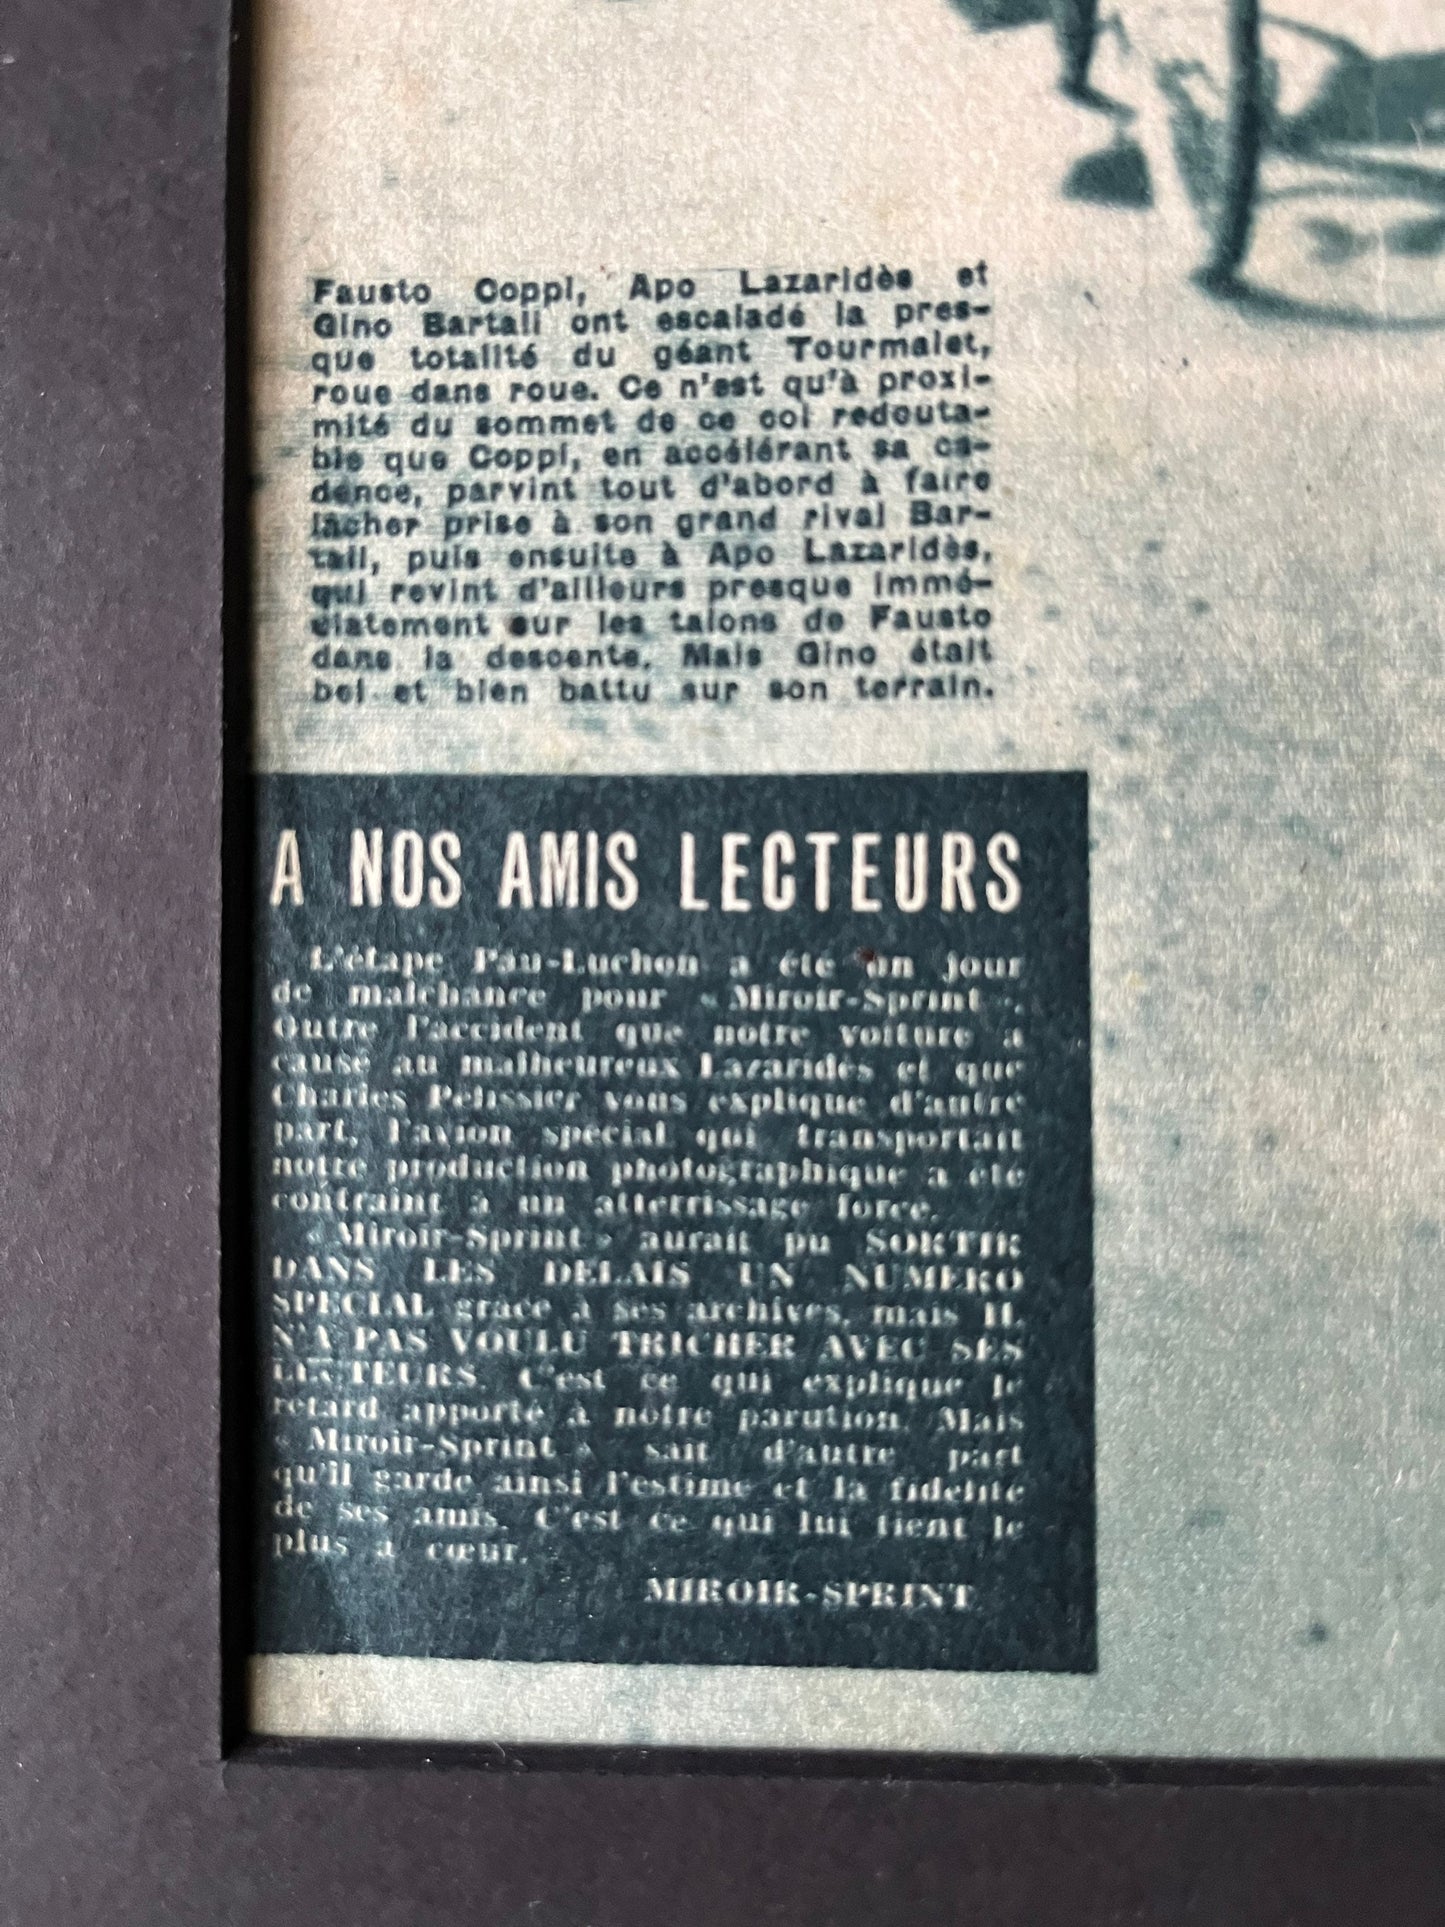 Fausto Coppi, Apo Lazaridès et
Gino Bartali ont escaladé la pres-
que totalité du géant Tourmalet,
roue dans roue. Ce n'est qu'à proxi-
mité du sommet de ce col redouta-
ble que Coppi, en accélérant sa ca-
dence, parvint tout d'abord à faire
lâcher prise à son grand rival Bar-
tali, puis ensuite à Apo Lazaridès,
qui revint d'ailleurs presque immé-
diatement sur les talons de Fausto
dans la descente. Mais Gino était
bel et bien battu sur son terrain.
A NOS AMIS LECTEURS
L'étape Pau-Luchon a été un jour
de malchance pour « Miroir-Sprint ».
Outre l'accident que notre voiture a
causé au malheureux Lazaridès et que
Charles Pélissier vous explique d'autre
part, l'avion spécial qui transportait
notre production photographique a été
contraint à un atterrissage forcé.
« Miroir-Sprint » aurait pu SORTIR
DANS LES DELAIS UN NUMERO
SPECIAL grâce à ses archives, mais IL
N'A PAS VOULU TRICHER AVEC SES
LECTEURS. C'est ce qui explique le
retard apporté à notre parution. Mais
« Miroir-Sprint » sait d'autre part
qu'il garde ainsi l'estime et la fidélité
de ses amis. C'est ce qui lui tient le
plus à cœur.
MIROIR-SPRINT